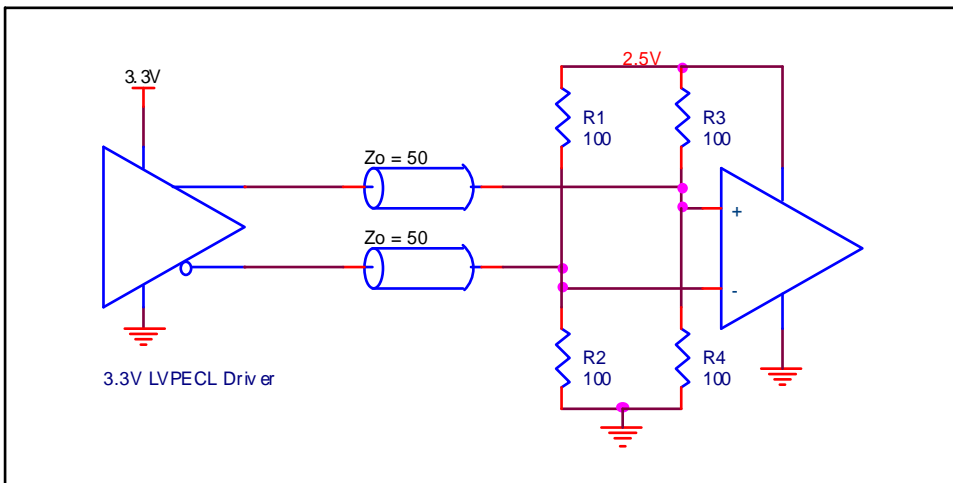 2.5V
3.3V
R1
100
R3
100
Zo = 50
+
Zo = 50
-
R2
100
R4
100
3.3V LVPECL Driver